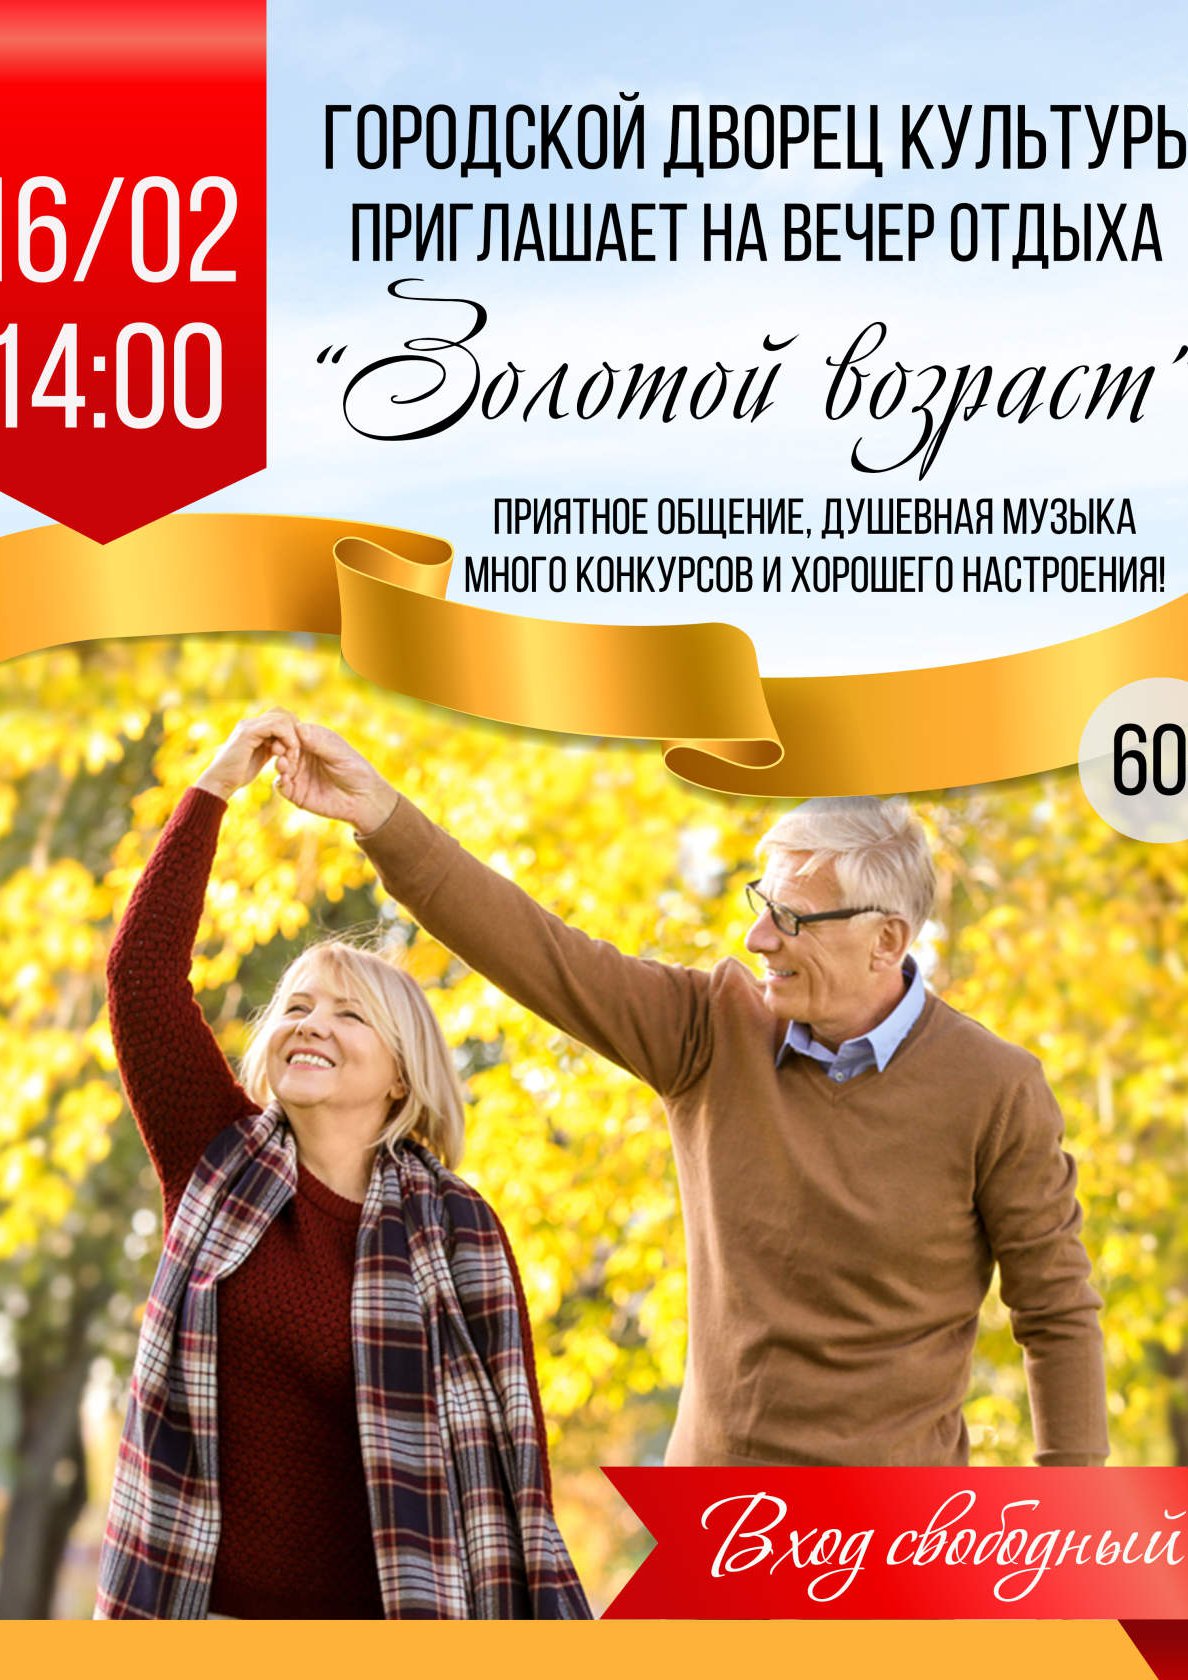 16/02
14:00
ГОРОДСКОЙ ДВОРЕЦ КУЛЬТУРЫ
ПРИГЛАШАЕТ НА ВЕЧЕР ОТДЫХА
“Золотой возраст”
ПРИЯТНОЕ ОБЩЕНИЕ, ДУШЕВНАЯ МУЗЫКА
МНОГО КОНКУРСОВ И ХОРОШЕГО НАСТРОЕНИЯ!
60
Вход свободный